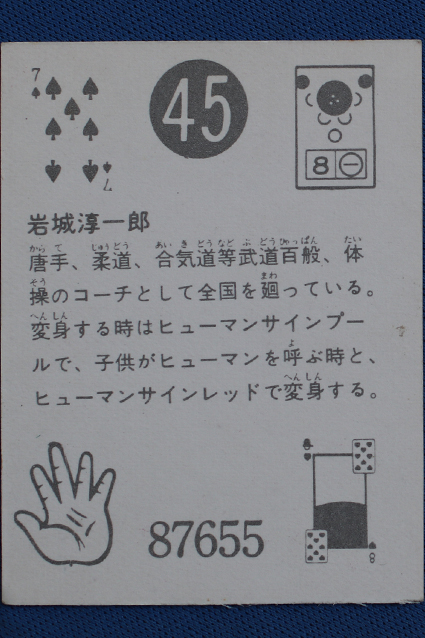 7
45
8 ㊀
7
岩城淳一郎
唐手、柔道、合気道等武道百般、体
操のコーチとして全国を廻っている。
変身する時はヒューマンサインプー
ルで、子供がヒューマンを呼ぶ時と、
ヒューマンサインレッドで変身する。
87655
8